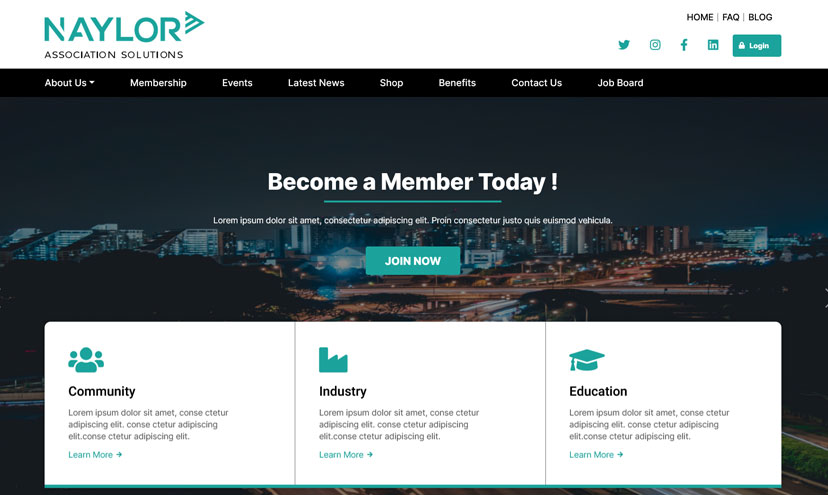 HOME | FAQ | BLOG
NAYLOR
ASSOCIATION SOLUTIONS
Login
About Us Membership Events Latest News Shop Benefits Contact Us Job Board
Become a Member Today !
Lorem ipsum dolor sit amet, consectetur adipiscing elit. Proin consectetur justo quis euismod vehicula.
JOIN NOW
Community
Lorem ipsum dolor sit amet, conse ctetur
adipiscing elit. conse ctetur adipiscing
elit.conse ctetur adipiscing elit.
Learn More →
Industry
Lorem ipsum dolor sit amet, conse ctetur
adipiscing elit. conse ctetur adipiscing
elit.conse ctetur adipiscing elit.
Learn More →
Education
Lorem ipsum dolor sit amet, conse ctetur
adipiscing elit. conse ctetur adipiscing
elit.conse ctetur adipiscing elit.
Learn More →